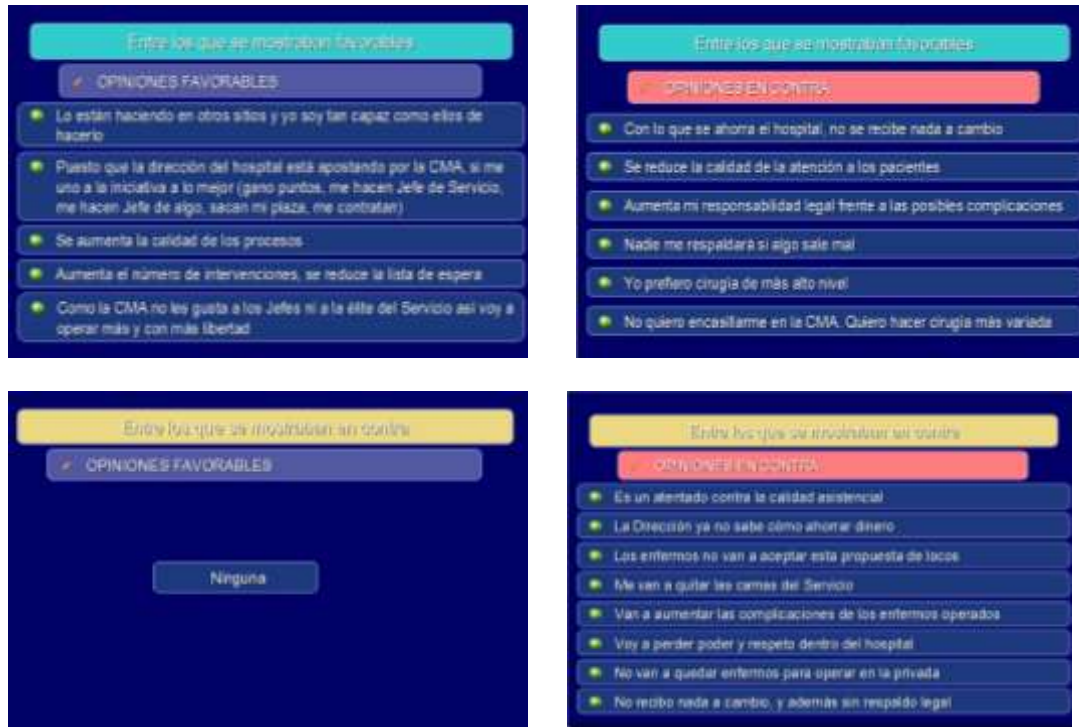 Entre los que se mostraban favorables
OPINIONES FAVORABLES
Lo están haciendo en otros sitios y yo soy tan capaz como ellos de
hacerlo
Puesto que la dirección del hospital está apostando por la CMA, si me
uno a la iniciativa a lo mejor (gano puntos, me hacen Jefe de Servicio,
me hacen Jefe de algo, sacan mi plaza, me contratan)
Se aumenta la calidad de los procesos
Aumenta el número de intervenciones, se reduce la lista de espera
Como la CMA no les gusta a los Jefes ni a la élite del Servicio así voy a
operar más y con más libertad
Entre los que se mostraban favorables
OPINIONES EN CONTRA
Con lo que se ahorra el hospital, no se recibe nada a cambio
Se reduce la calidad de la atención a los pacientes
Aumenta mi responsabilidad legal frente a las posibles complicaciones
Nadie me respaldará si algo sale mal
Yo prefiero cirugía de más alto nivel
No quiero encasillarme en la CMA. Quiero hacer cirugía más variada
Entre los que se mostraban en contra
OPINIONES FAVORABLES
Ninguna
Entre los que se mostraban en contra
OPINIONES EN CONTRA
Es un atentado contra la calidad asistencial
La Dirección ya no sabe cómo ahorrar dinero
Los enfermos no van a aceptar esta propuesta de locos
Me van a quitar las camas del Servicio
Van a aumentar las complicaciones de los enfermos operados
Voy a perder poder y respeto dentro del hospital
No van a quedar enfermos para operar en la privada
No recibo nada a cambio, y además sin respaldo legal